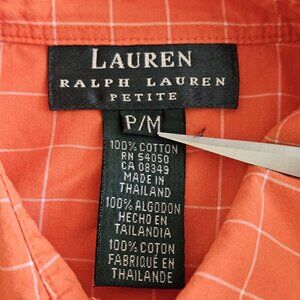 LAUREN
RALPH LAUREN
PETITE
P/M
100% COTTON
RN 54050
CA 08349
MADE IN
THAILAND
100% ALGODON
HECHO EN
TAILANDIA
100% COTON
FABRIQUE EN
THAILANDE